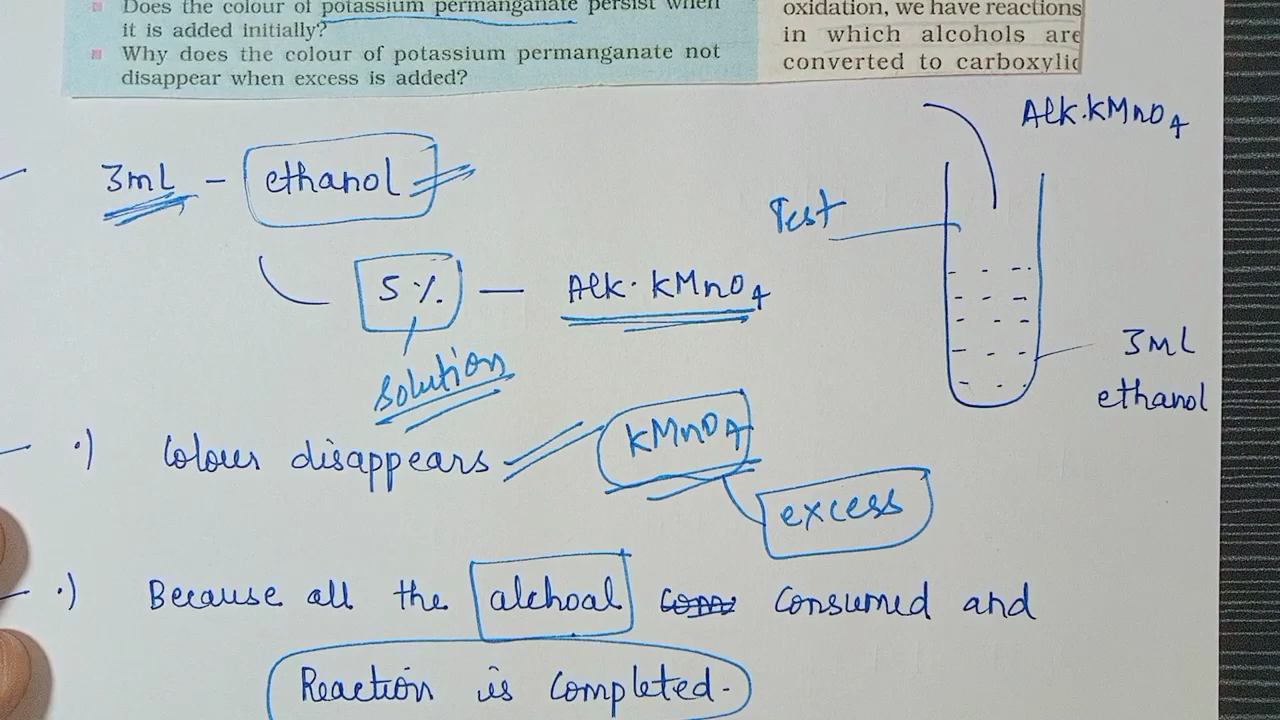 Does the colour of potassium permanganate persist when
it is added initially?
Why does the colour of potassium permanganate not
disappear when excess is added?
oxidation, we have reactions
in which alcohols are
converted to carboxylic
Alk.kMnO4
3mL - ethanol
Test
5% - Alk. kMnO4
solution
3mL
ethanol
.) Colour disappears kMnO4
excess
.) Because all the alchoal consumed and
Reaction is completed.